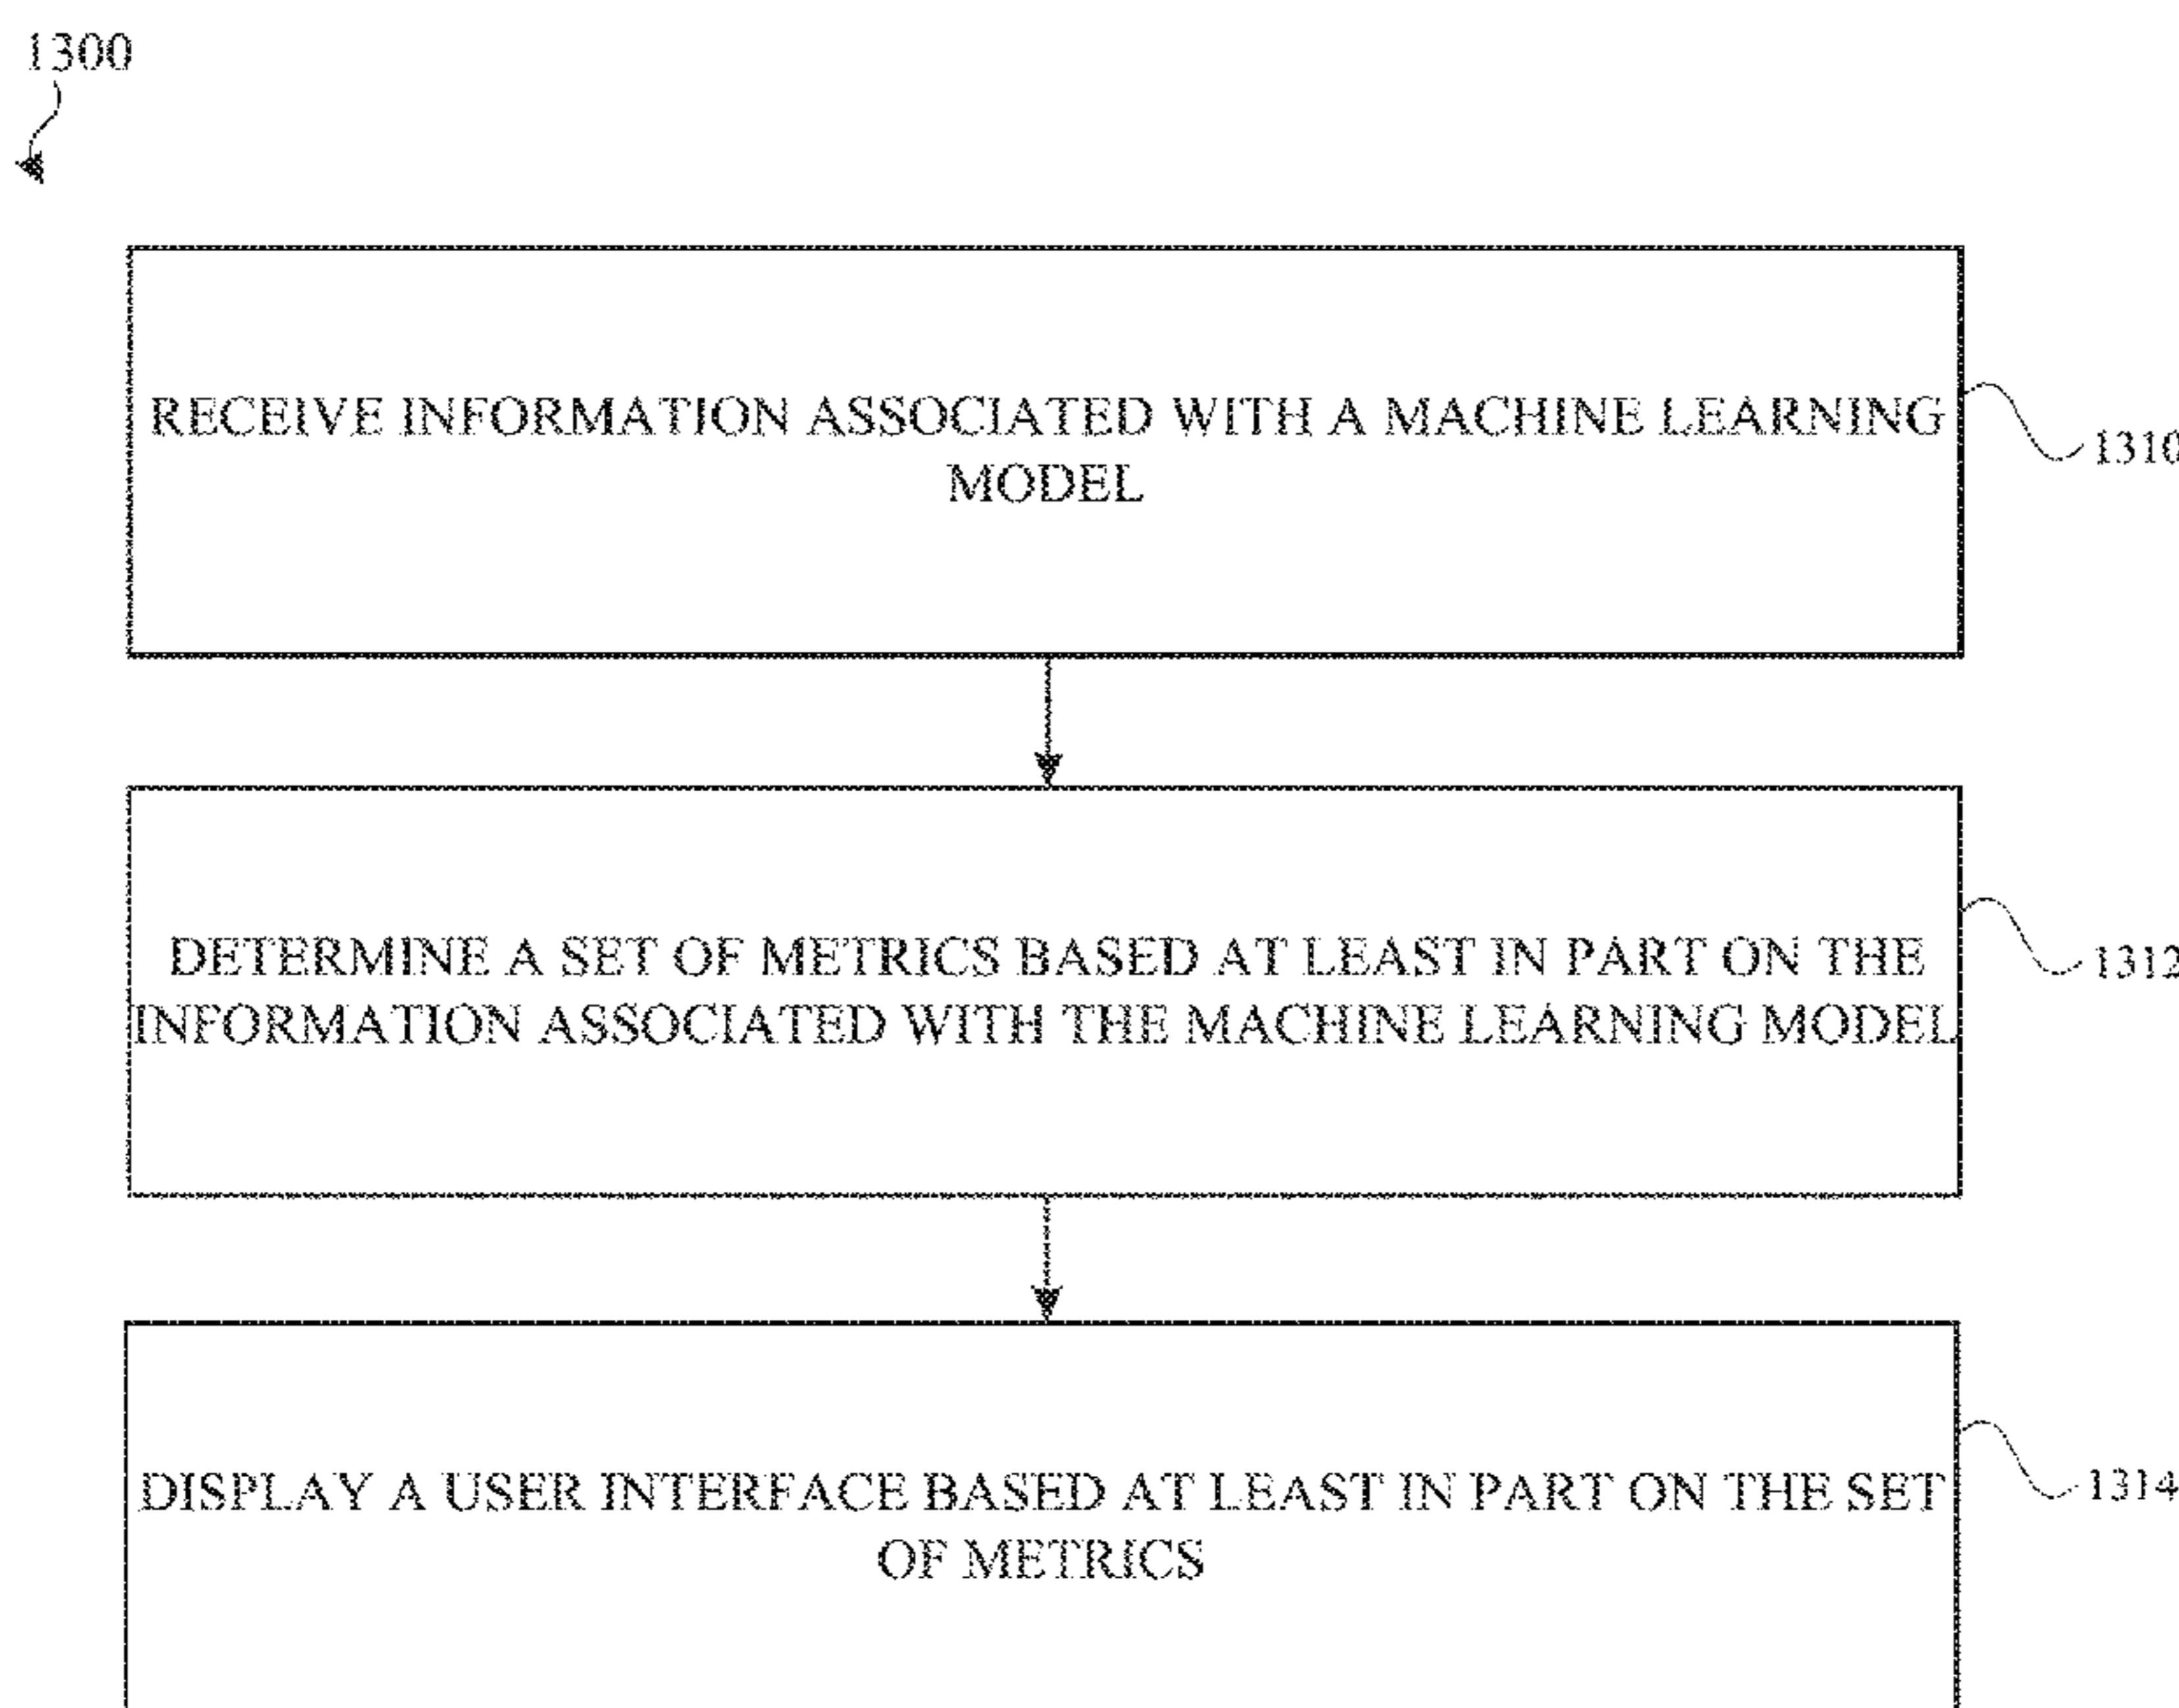 1300
RECEIVE INFORMATION ASSOCIATED WITH A MACHINE LEARNING
MODEL
1310
DETERMINE A SET OF METRICS BASED AT LEAST IN PART ON THE
INFORMATION ASSOCIATED WITH THE MACHINE LEARNING MODEL
1312
DISPLAY A USER INTERFACE BASED AT LEAST IN PART ON THE SET
OF METRICS
1314